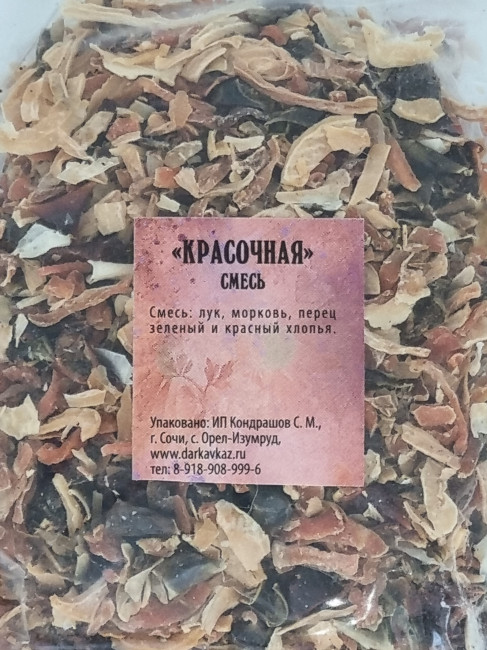 «КРАСОЧНАЯ»
СМЕСЬ
Смесь: лук, морковь, перец
зеленый и красный хлопья.
Упаковано: ИП Кондрашов С. М.,
г. Сочи, с. Орел-Изумруд,
www.darkavkaz.ru
тел: 8-918-908-999-6